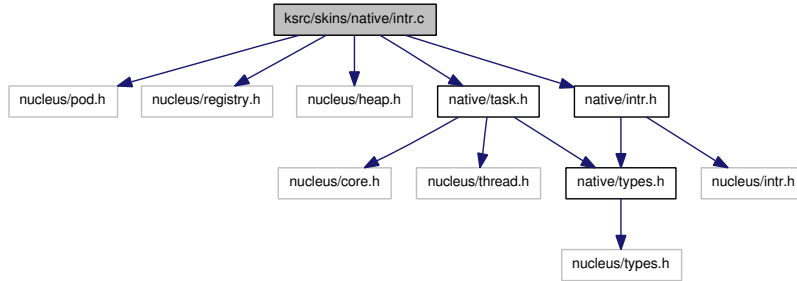 ksrc/skins/native/intr.c
nucleus/pod.h
nucleus/registry.h
nucleus/heap.h
native/task.h
native/intr.h
nucleus/core.h
nucleus/thread.h
native/types.h
nucleus/intr.h
nucleus/types.h